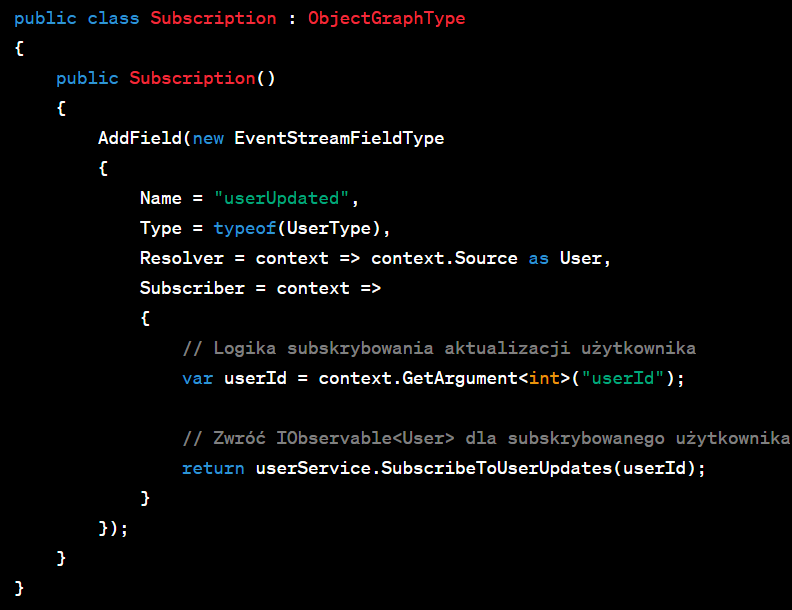 public class Subscription : ObjectGraphType
{
    public Subscription()
    {
        AddField(new EventStreamFieldType
        {
            Name = "userUpdated",
            Type = typeof(UserType),
            Resolver = context => context.Source as User,
            Subscriber = context =>
            {
                // Logika subskrybowania aktualizacji użytkownika
                var userId = context.GetArgument<int>("userId");
                // Zwróć IObservable<User> dla subskrybowanego użytkownika
                return userService.SubscribeToUserUpdates(userId);
            }
        });
    }
}